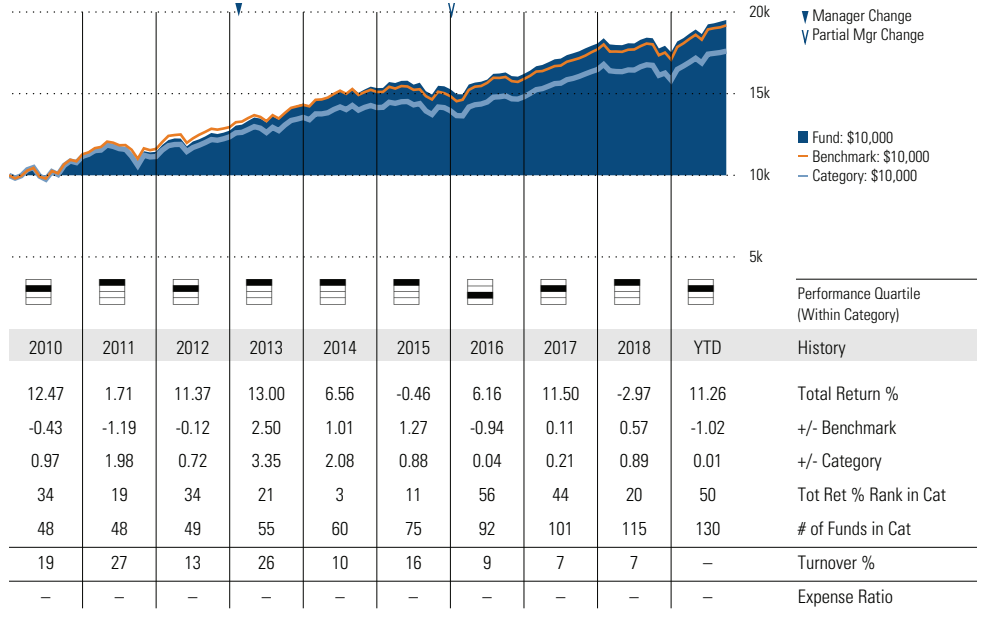 20k
15k
10k
5k
Manager Change
Partial Mgr Change
Fund: $10,000
Benchmark: $10,000
Category: $10,000
Performance Quartile
(Within Category)
2010 2011 2012 2013 2014 2015 2016 2017 2018 YTD History
12.47 1.71 11.37 13.00 6.56 -0.46 6.16 11.50 -2.97 11.26 Total Return %
-0.43 -1.19 -0.12 2.50 1.01 1.27 -0.94 0.11 0.57 -1.02 +/- Benchmark
0.97 1.98 0.72 3.35 2.08 0.88 0.04 0.21 0.89 0.01 +/- Category
34 19 34 21 3 11 56 44 20 50 Tot Ret % Rank in Cat
48 48 49 55 60 75 92 101 115 130 # of Funds in Cat
19 27 13 26 10 16 9 7 7 – Turnover %
– – – – – – – – – – Expense Ratio